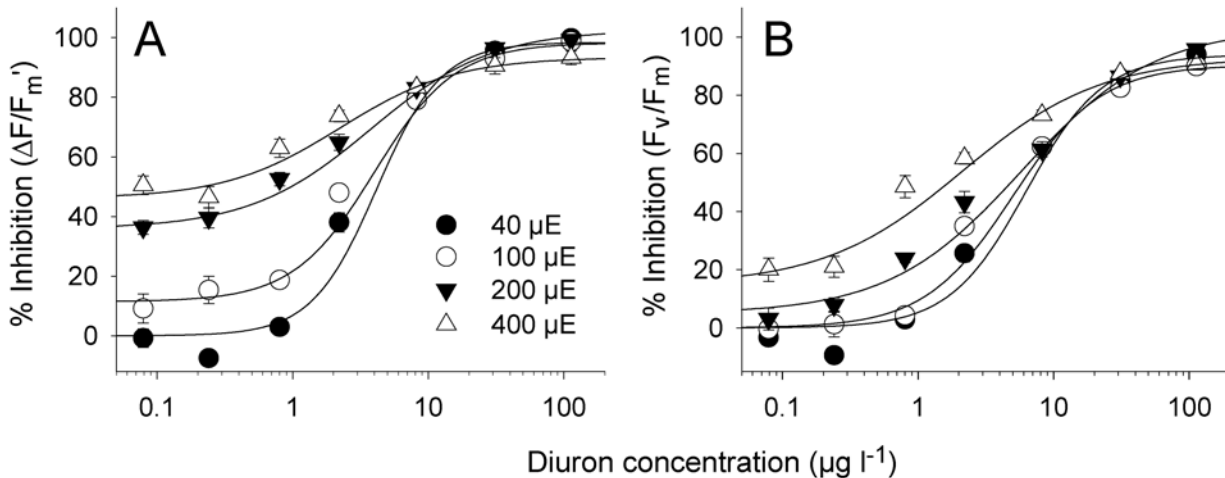 A
% Inhibition (ΔF/Fm')
100
80
60
40
20
0
40 µE
100 µE
200 µE
400 µE
0.1
1
10
100
B
% Inhibition (Fv/Fm)
100
80
60
40
20
0
0.1
1
10
100
Diuron concentration (µg l-1)